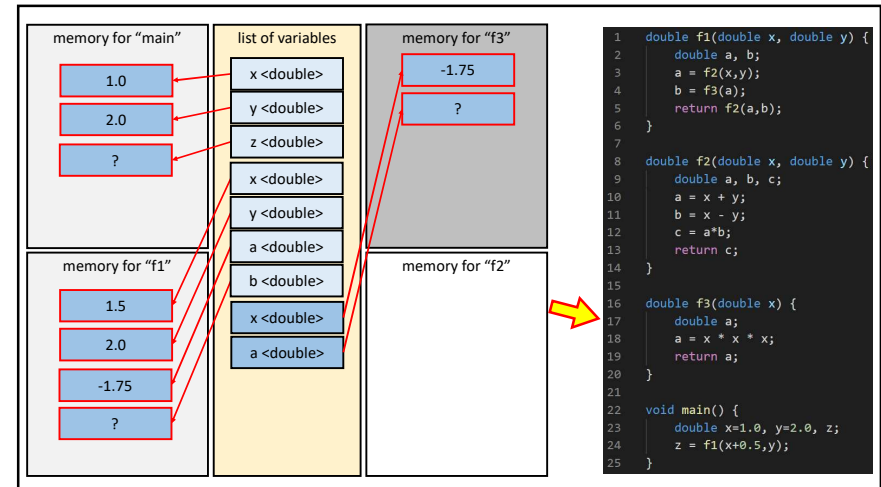 memory for “main”
1.0
2.0
?
list of variables
x <double>
y <double>
z <double>
x <double>
y <double>
a <double>
b <double>
x <double>
a <double>
memory for “f3”
-1.75
?
memory for “f1”
1.5
2.0
-1.75
?
memory for “f2”
1 double f1(double x, double y) {
2     double a, b;
3     a = f2(x,y);
4     b = f3(a);
5     return f2(a,b);
6 }
7
8 double f2(double x, double y) {
9     double a, b, c;
10     a = x + y;
11     b = x - y;
12     c = a*b;
13     return c;
14 }
15
16 double f3(double x) {
17     double a;
18     a = x * x * x;
19     return a;
20 }
21
22 void main() {
23     double x=1.0, y=2.0, z;
24     z = f1(x+0.5,y);
25 }